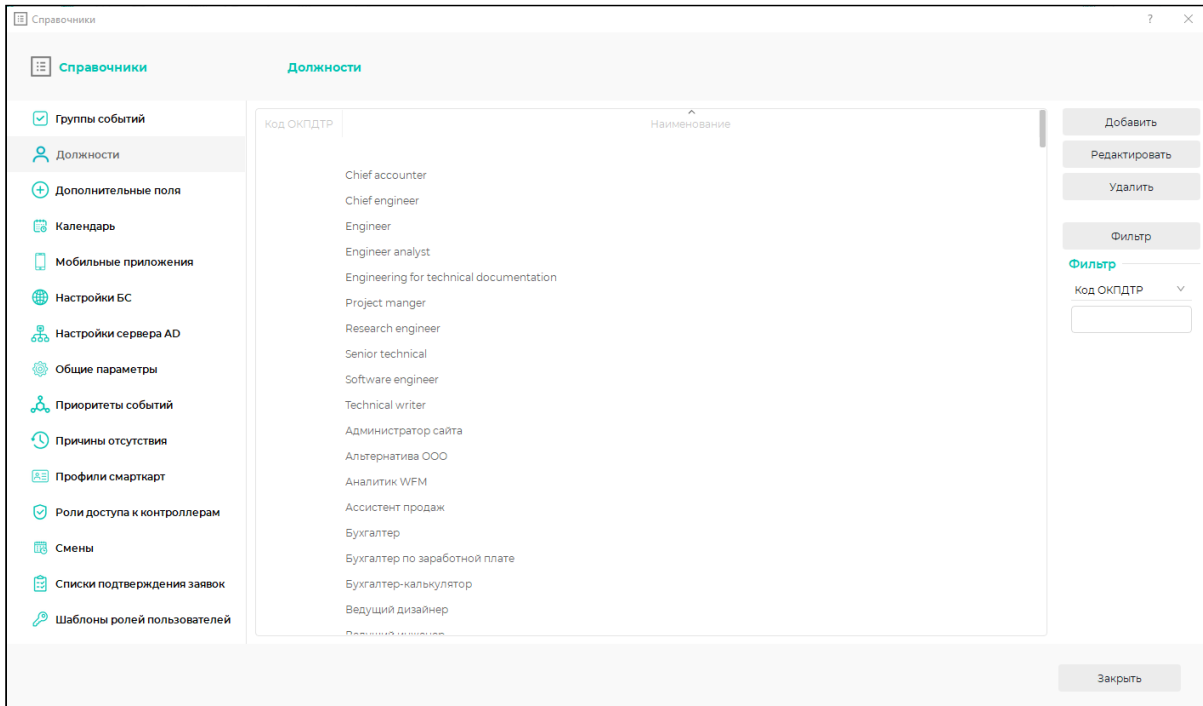 Справочники
?
Справочники
Должности
Группы событий
Должности
Дополнительные поля
Календарь
Мобильные приложения
Настройки БС
Настройки сервера AD
Общие параметры
Приоритеты событий
Причины отсутствия
Профили смарткарт
Роли доступа к контроллерам
Смены
Списки подтверждения заявок
Шаблоны ролей пользователей
Код ОКПДТР
Наименование
Chief accounter
Chief engineer
Engineer
Engineer analyst
Engineering for technical documentation
Project manger
Research engineer
Senior technical
Software engineer
Technical writer
Администратор сайта
Альтернатива ООО
Аналитик WFM
Ассистент продаж
Бухгалтер
Бухгалтер по заработной плате
Бухгалтер-калькулятор
Ведущий дизайнер
Ведущий инженер
Добавить
Редактировать
Удалить
Фильтр
Фильтр
Код ОКПДТР
Закрыть